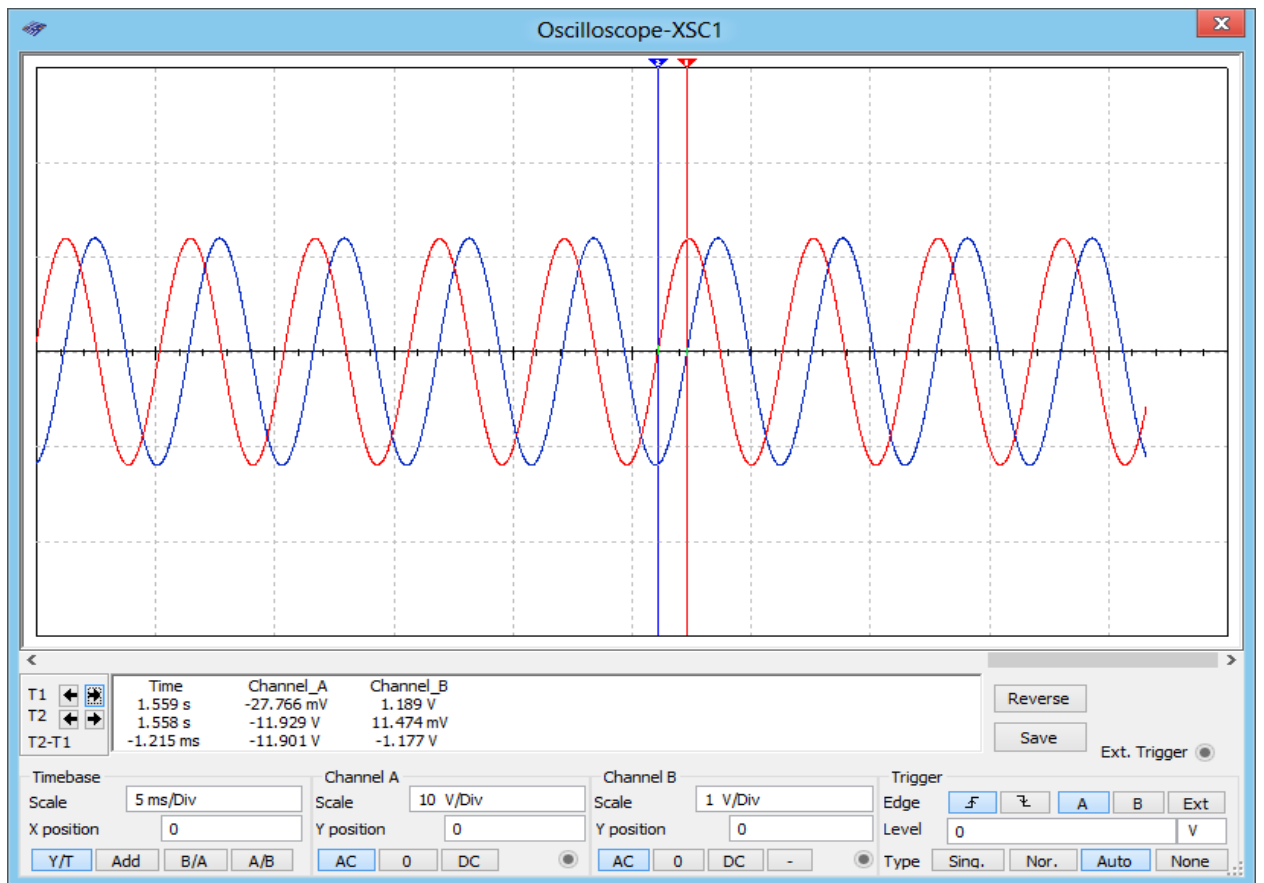 Oscilloscope-XSC1
x
2 1
T1 Time Channel_A Channel_B
1.559 s -27.766 mV 1.189 V
T2 1.558 s -11.929 V 11.474 mV
T2-T1 -1.215 ms -11.901 V -1.177 V
Reverse
Save
Ext. Trigger
Timebase Channel A Channel B Trigger
Scale 5 ms/Div Scale 10 V/Div Scale 1 V/Div Edge A B Ext
X position 0 Y position 0 Y position 0 Level 0 V
Y/T Add B/A A/B AC 0 DC AC 0 DC - Type Sing. Nor. Auto None